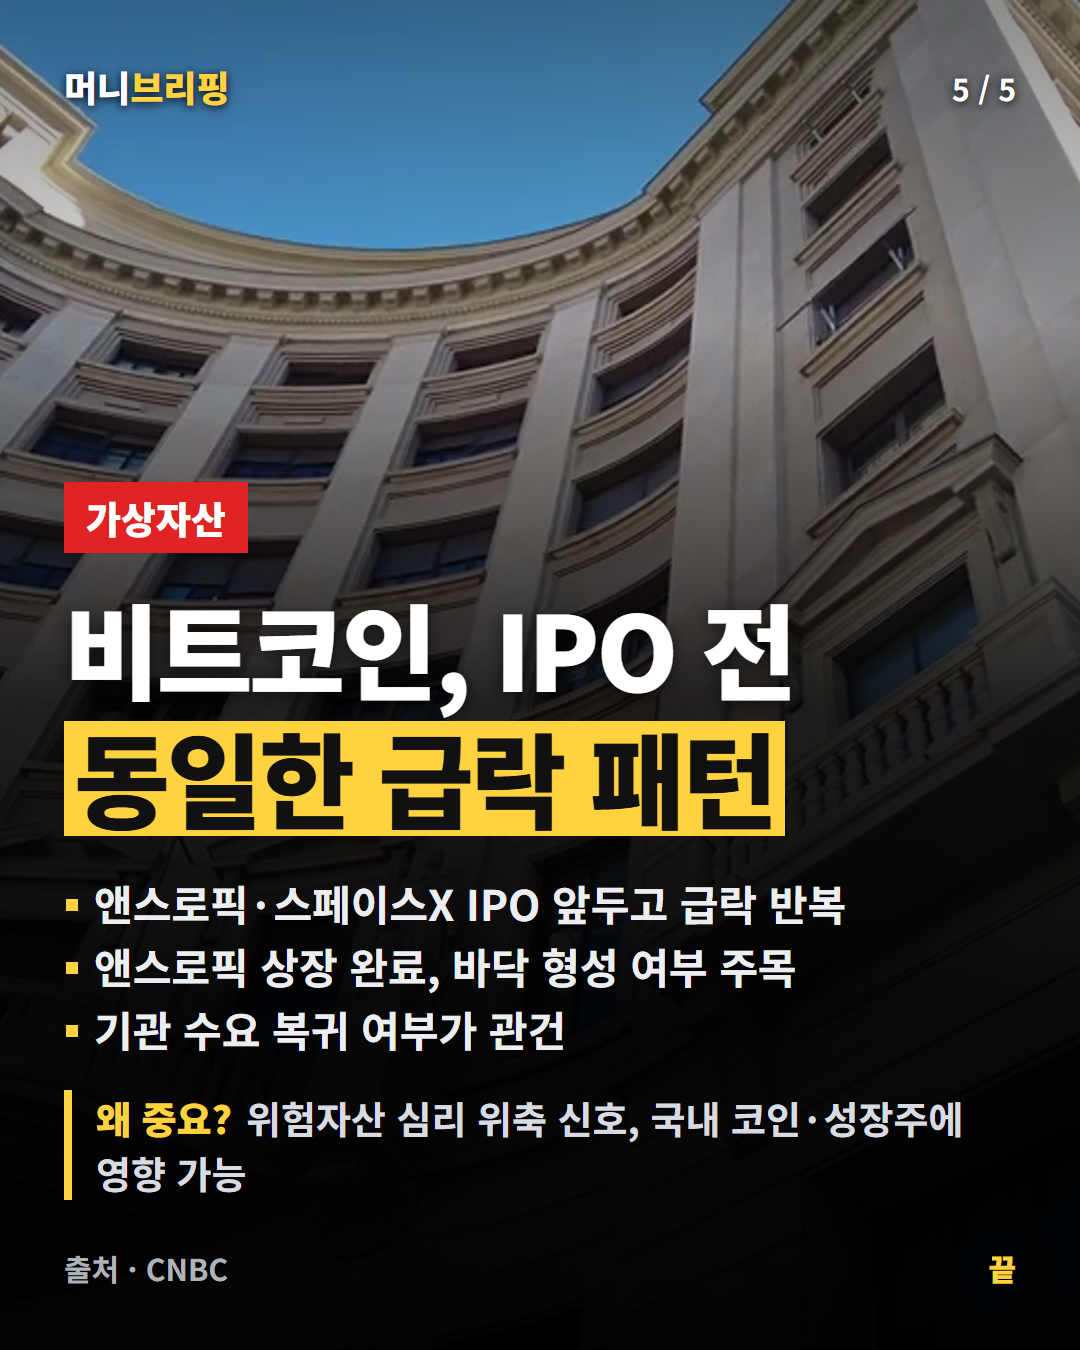 머니브리핑
5 / 5
가상자산
비트코인, IPO 전
동일한 급락 패턴
앤스로픽·스페이스X IPO 앞두고 급락 반복
앤스로픽 상장 완료, 바닥 형성 여부 주목
기관 수요 복귀 여부가 관건
왜 중요? 위험자산 심리 위축 신호, 국내 코인·성장주에
영향 가능
출처 · CNBC
끝